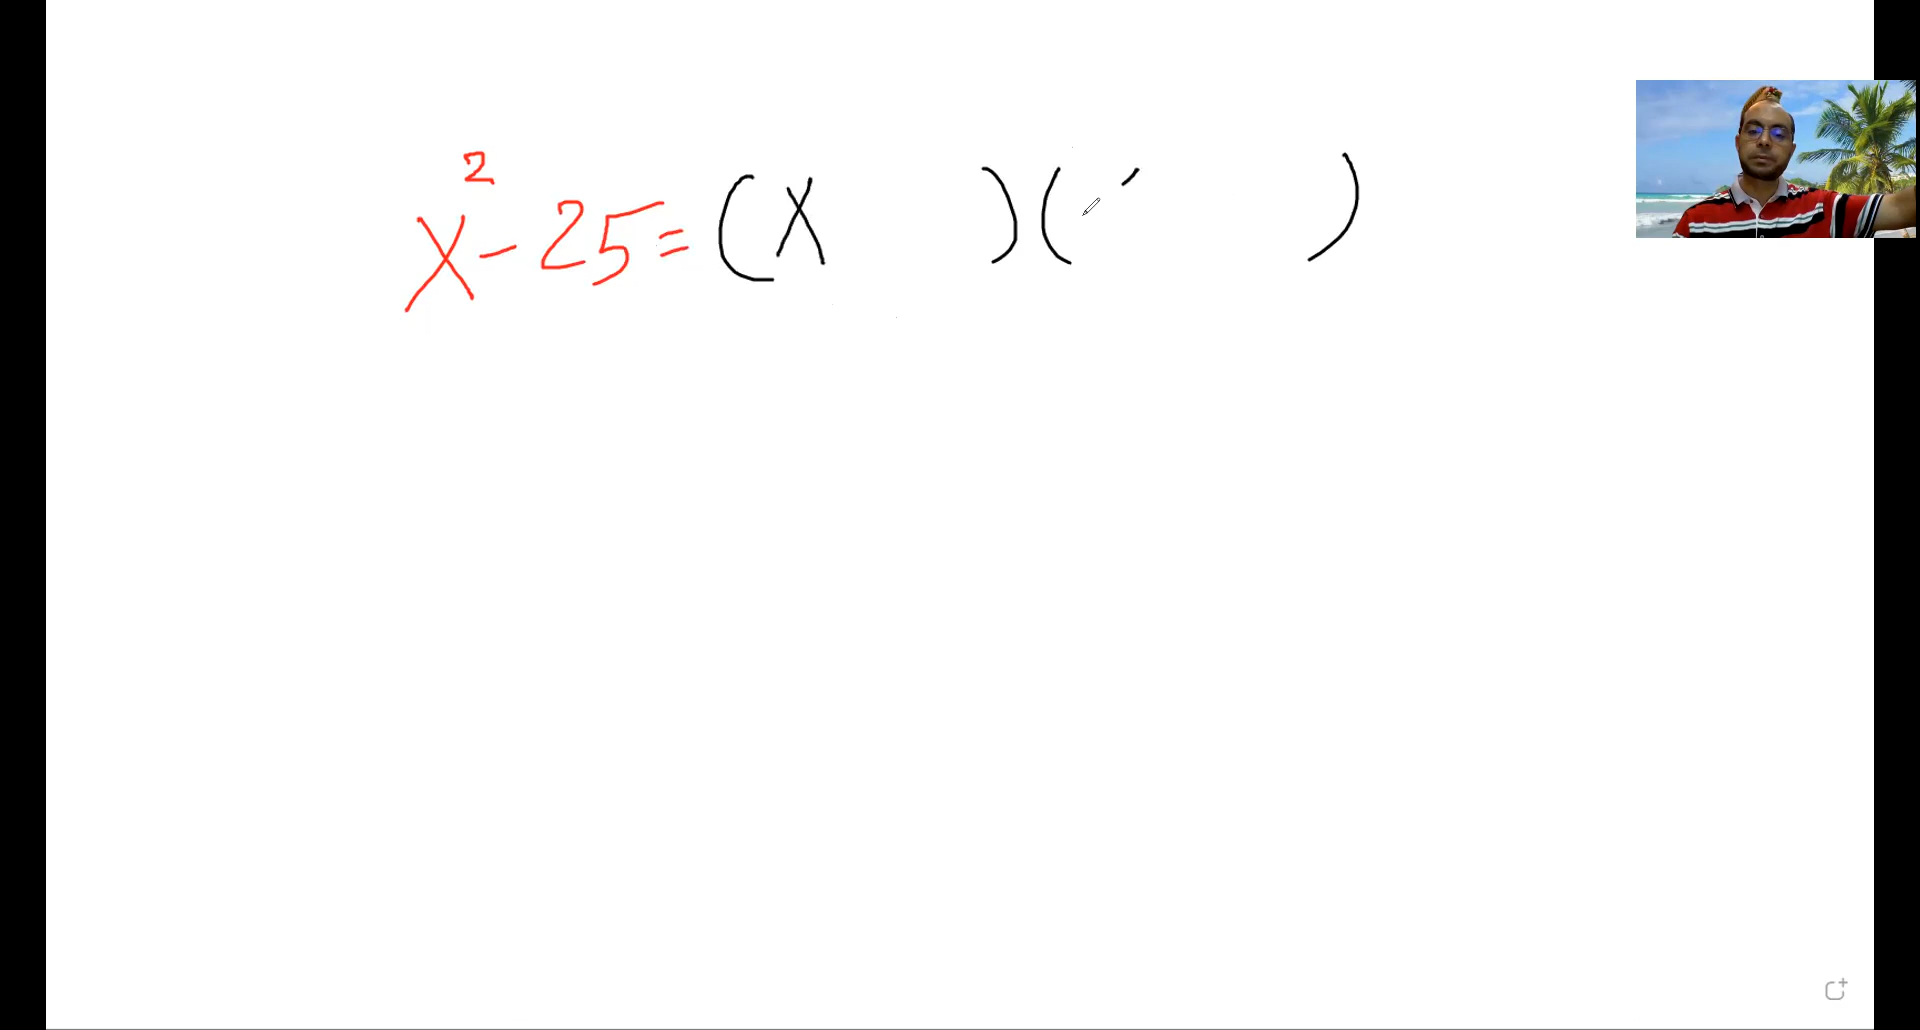 x² - 25 = (x )( )